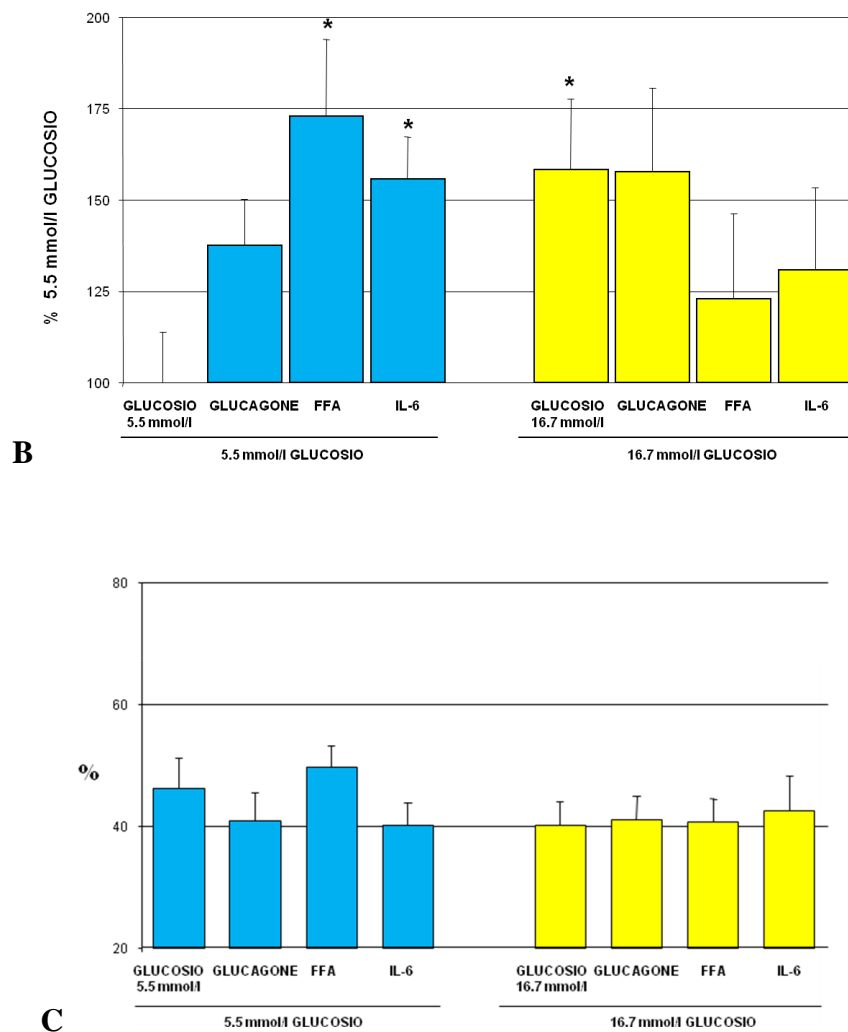 200
175
150
125
100
% 5.5 mmol/l GLUCOSIO
*
*
*
GLUCOSIO GLUCAGONE FFA IL-6 GLUCOSIO GLUCAGONE FFA IL-6
5.5 mmol/l 16.7 mmol/l
5.5 mmol/l GLUCOSIO 16.7 mmol/l GLUCOSIO
B
80
60
40
20
%
GLUCOSIO GLUCAGONE FFA IL-6 GLUCOSIO GLUCAGONE FFA IL-6
5.5 mmol/l 16.7 mmol/l
5.5 mmol/l GLUCOSIO 16.7 mmol/l GLUCOSIO
C